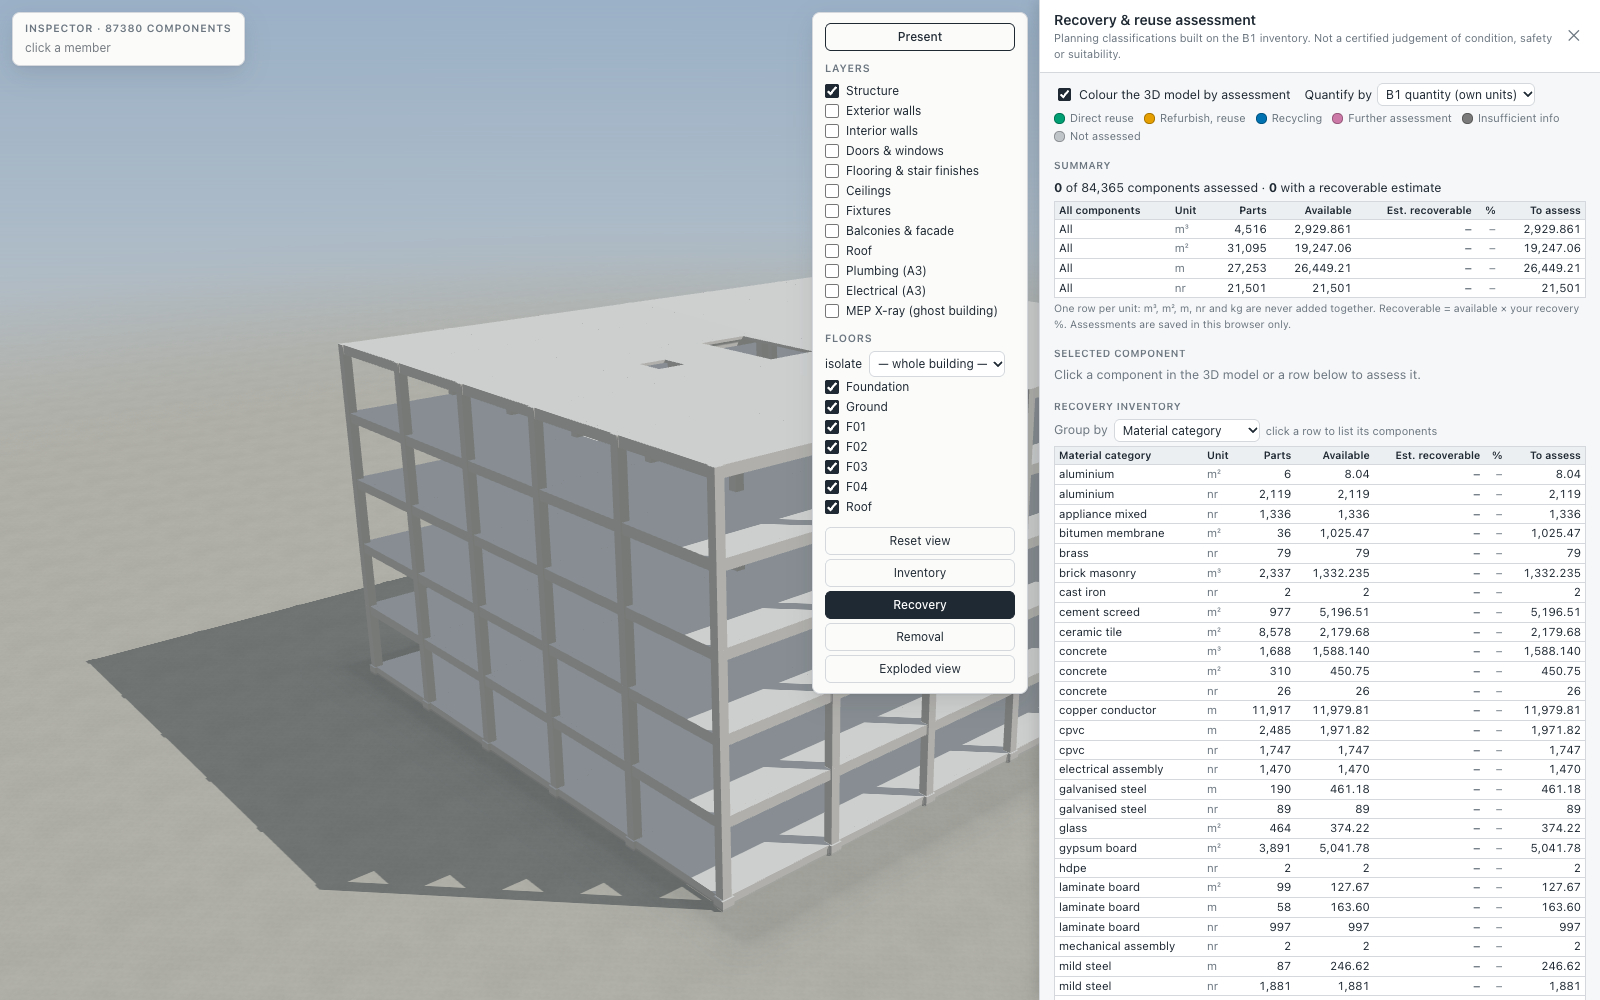 INSPECTOR · 87380 COMPONENTS
click a member
Present
LAYERS
Structure
Exterior walls
Interior walls
Doors & windows
Flooring & stair finishes
Ceilings
Fixtures
Balconies & facade
Roof
Plumbing (A3)
Electrical (A3)
MEP X-ray (ghost building)
FLOORS
isolate — whole building —
Foundation
Ground
F01
F02
F03
F04
Roof
Reset view
Inventory
Recovery
Removal
Exploded view
Recovery & reuse assessment
Planning classifications built on the B1 inventory. Not a certified judgement of condition, safety
or suitability.
Colour the 3D model by assessment Quantify by B1 quantity (own units)
Direct reuse Refurbish, reuse Recycling Further assessment Insufficient info
Not assessed
SUMMARY
0 of 84,365 components assessed · 0 with a recoverable estimate
All components Unit Parts Available Est. recoverable % To assess
All m³ 4,516 2,929.861 – – 2,929.861
All m² 31,095 19,247.06 – – 19,247.06
All m 27,253 26,449.21 – – 26,449.21
All nr 21,501 21,501 – – 21,501
One row per unit: m³, m², m, nr and kg are never added together. Recoverable = available × your recovery
%. Assessments are saved in this browser only.
SELECTED COMPONENT
Click a component in the 3D model or a row below to assess it.
RECOVERY INVENTORY
Group by Material category click a row to list its components
Material category Unit Parts Available Est. recoverable % To assess
aluminium m² 6 8.04 – – 8.04
aluminium nr 2,119 2,119 – – 2,119
appliance mixed nr 1,336 1,336 – – 1,336
bitumen membrane m² 36 1,025.47 – – 1,025.47
brass nr 79 79 – – 79
brick masonry m³ 2,337 1,332.235 – – 1,332.235
cast iron nr 2 2 – – 2
cement screed m² 977 5,196.51 – – 5,196.51
ceramic tile m² 8,578 2,179.68 – – 2,179.68
concrete m³ 1,688 1,588.140 – – 1,588.140
concrete m² 310 450.75 – – 450.75
concrete nr 26 26 – – 26
copper conductor m 11,917 11,979.81 – – 11,979.81
cpvc m 2,485 1,971.82 – – 1,971.82
cpvc nr 1,747 1,747 – – 1,747
electrical assembly nr 1,470 1,470 – – 1,470
galvanised steel m 190 461.18 – – 461.18
galvanised steel nr 89 89 – – 89
glass m² 464 374.22 – – 374.22
gypsum board m² 3,891 5,041.78 – – 5,041.78
hdpe nr 2 2 – – 2
laminate board m² 99 127.67 – – 127.67
laminate board m 58 163.60 – – 163.60
laminate board nr 997 997 – – 997
mechanical assembly nr 2 2 – – 2
mild steel m 87 246.62 – – 246.62
mild steel nr 1,881 1,881 – – 1,881